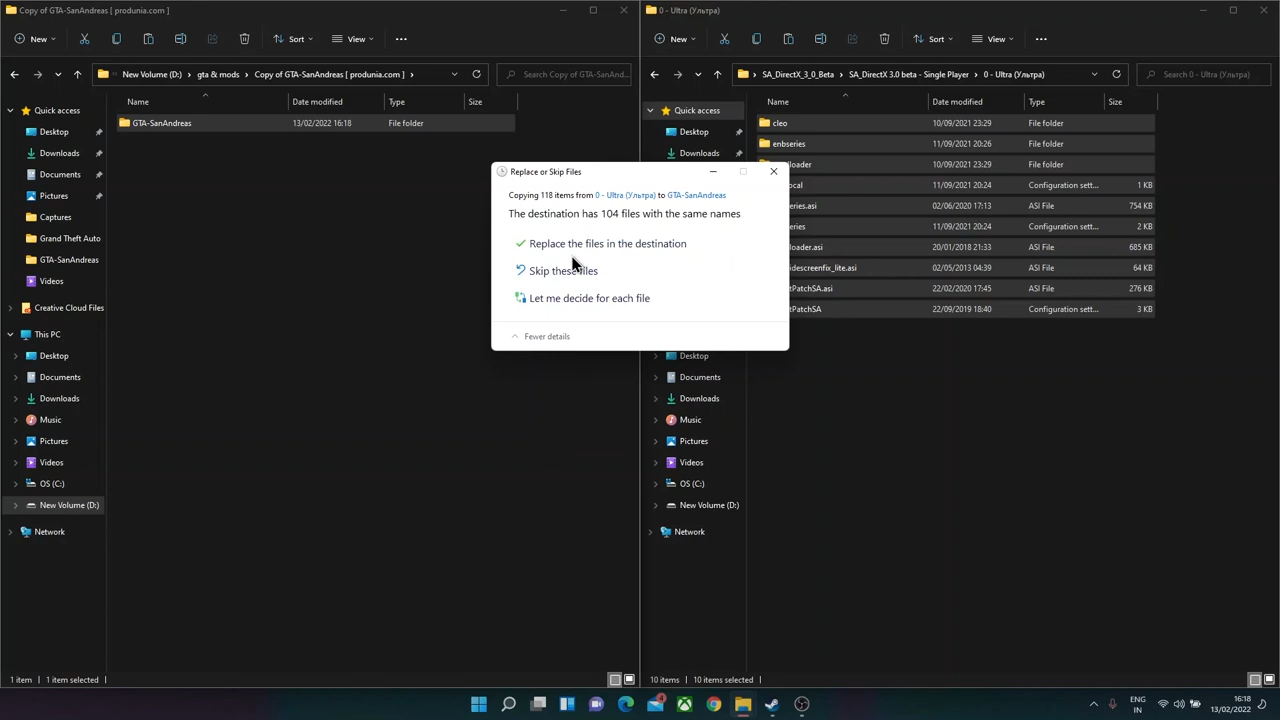 Copy of GTA-SanAndreas [ produnia.com ]
New
Sort
View
New Volume (D:) › gta & mods › Copy of GTA-SanAndreas [ produnia.com ] ›
Search Copy of GTA-SanAnd...
Name
Date modified
Type
Size
Quick access
Desktop
Downloads
Documents
Pictures
Captures
Grand Theft Auto
GTA-SanAndreas
Videos
Creative Cloud Files
This PC
Desktop
Documents
Downloads
Music
Pictures
Videos
OS (C:)
New Volume (D:)
Network
GTA-SanAndreas 13/02/2022 16:18 File folder
1 item
1 item selected
0 - Ultra (Ультра)
New
Sort
View
SA_DirectX_3_0_Beta › SA_DirectX 3.0 beta - Single Player › 0 - Ultra (Ультра)
Search 0 - Ultra (Ультра)
Name
Date modified
Type
Size
Quick access
Desktop
Downloads
Desktop
Documents
Downloads
Music
Pictures
Videos
OS (C:)
New Volume (D:)
Network
cleo 10/09/2021 23:29 File folder
enbseries 11/09/2021 20:26 File folder
loader 10/09/2021 23:29 File folder
ocal 11/09/2021 20:24 Configuration sett... 1 KB
eries.asi 02/06/2020 17:13 ASI File 754 KB
eries 11/09/2021 20:24 Configuration sett... 2 KB
loader.asi 20/01/2018 21:33 ASI File 685 KB
idescreenfix_lite.asi 02/05/2013 04:39 ASI File 64 KB
tPatchSA.asi 22/02/2020 17:45 ASI File 276 KB
tPatchSA 22/09/2019 18:40 Configuration sett... 3 KB
10 items
10 items selected
Replace or Skip Files
Copying 118 items from 0 - Ultra (Ультра) to GTA-SanAndreas
The destination has 104 files with the same names
Replace the files in the destination
Skip these files
Let me decide for each file
Fewer details
4
ENG
IN
16:18
13/02/2022